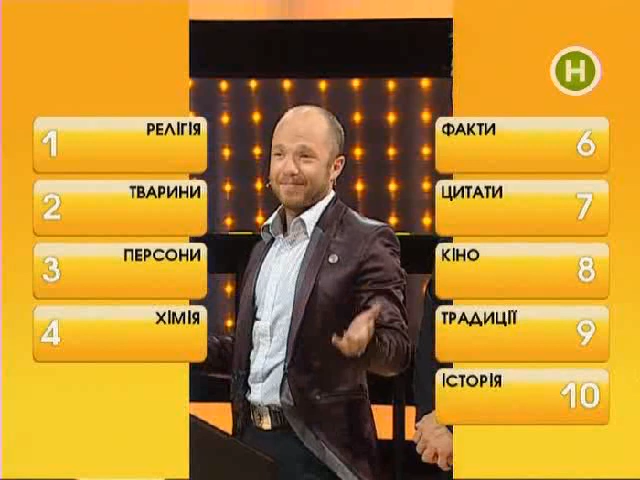 Н
1 РЕЛІГІЯ
2 ТВАРИНИ
3 ПЕРСОНИ
4 ХІМІЯ
ФАКТИ 6
ЦИТАТИ 7
КІНО 8
ТРАДИЦІЇ 9
ІСТОРІЯ 10